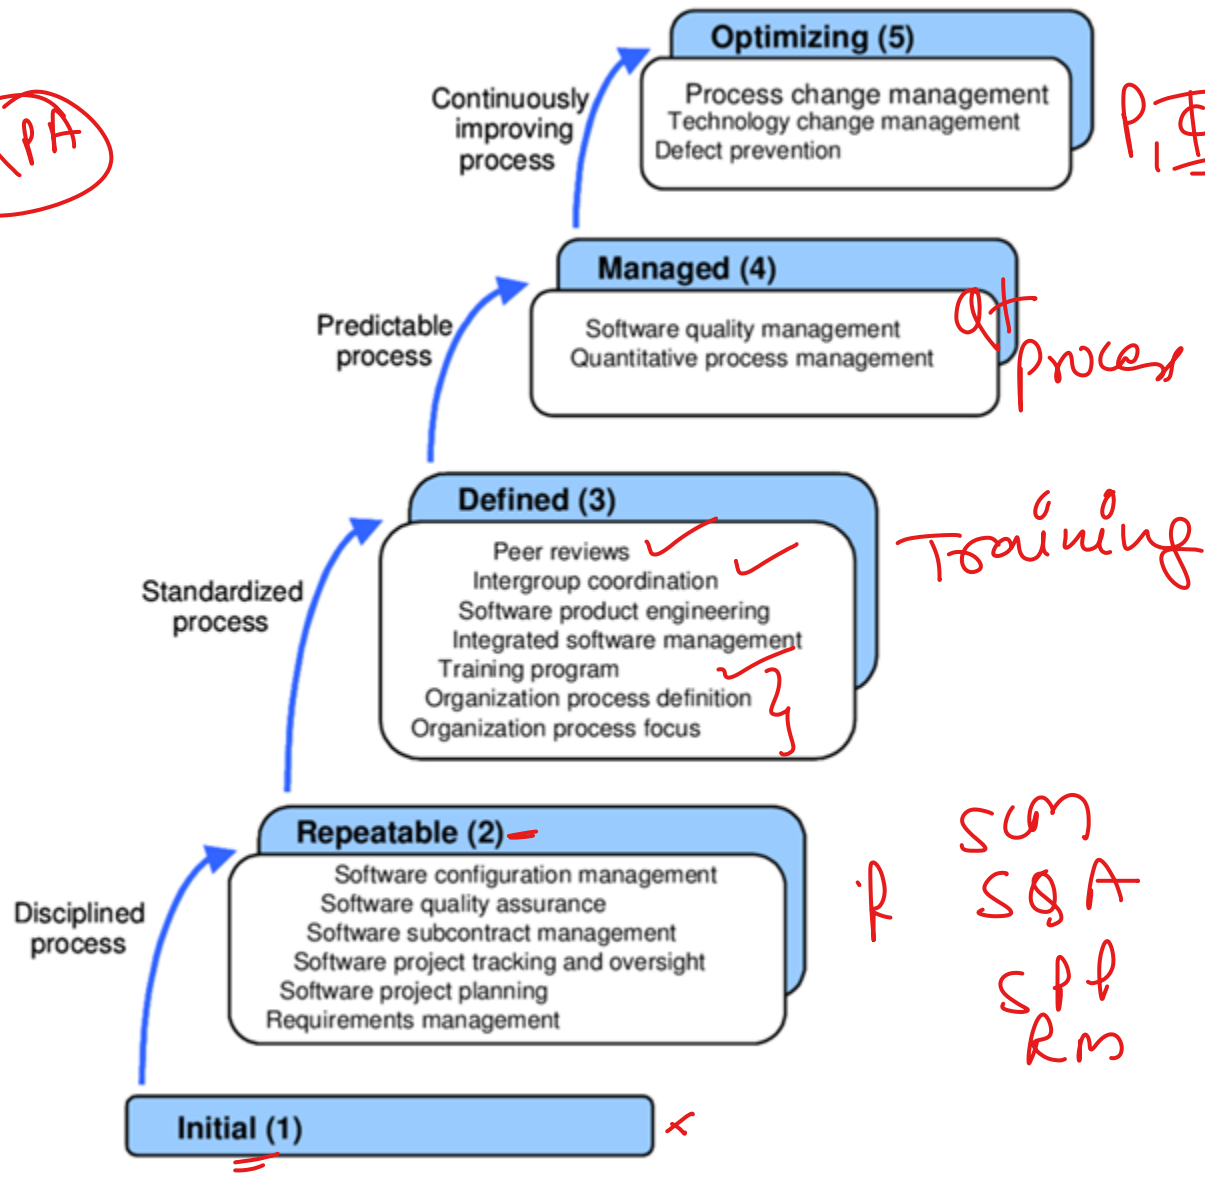 Optimizing (5)
Process change management
Technology change management
Defect prevention
Continuously
improving
process
PA
Managed (4)
Software quality management
Quantitative process management
Predictable
process
Qt
process
Defined (3)
Peer reviews
Intergroup coordination
Software product engineering
Integrated software management
Training program
Organization process definition
Organization process focus
Standardized
process
Training
Repeatable (2)
Software configuration management
Software quality assurance
Software subcontract management
Software project tracking and oversight
Software project planning
Requirements management
Disciplined
process
R
SCM
SQA
SPP
Rm
Initial (1)